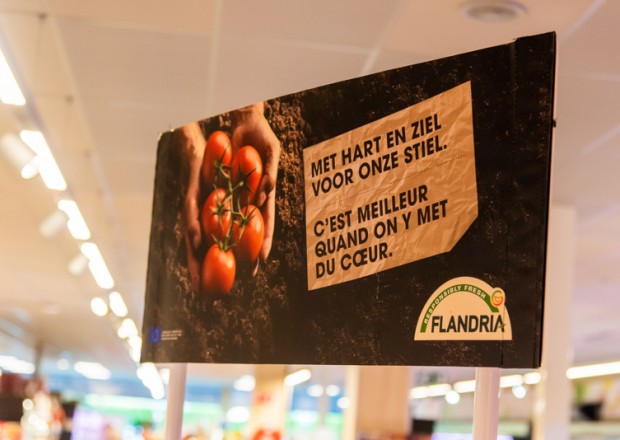 MET HART EN ZIEL
VOOR ONZE STIEL.
C'EST MEILLEUR
QUAND ON Y MET
DU CŒUR.
RESPONSIBLY FRESH
FLANDRIA